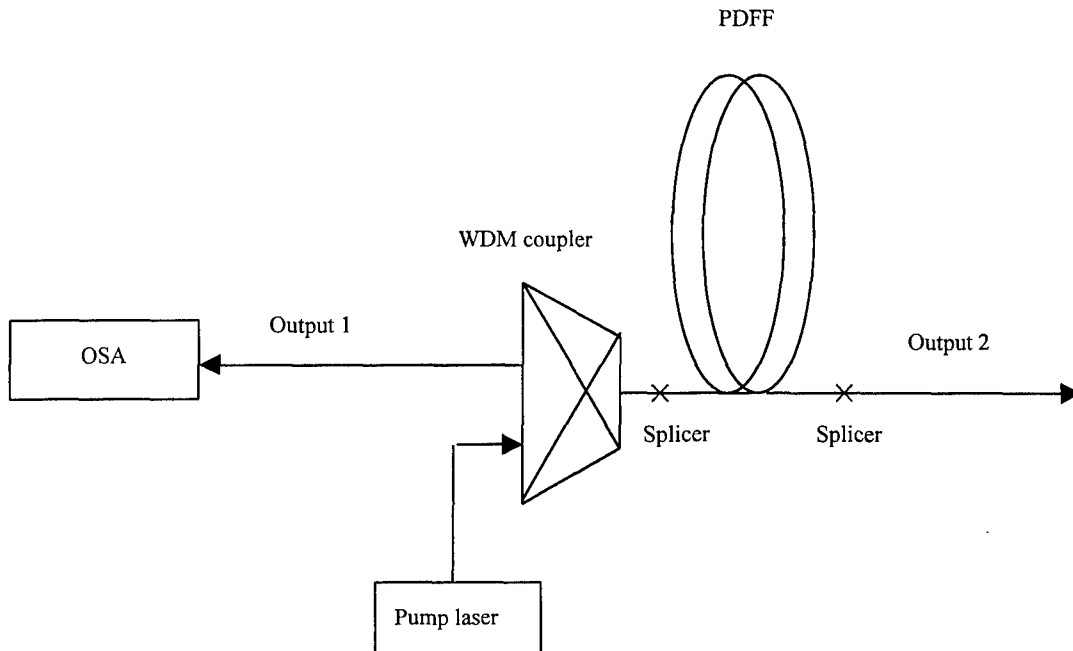 PDFF
WDM coupler
Output 1
OSA
Output 2
Splicer
Splicer
Pump laser